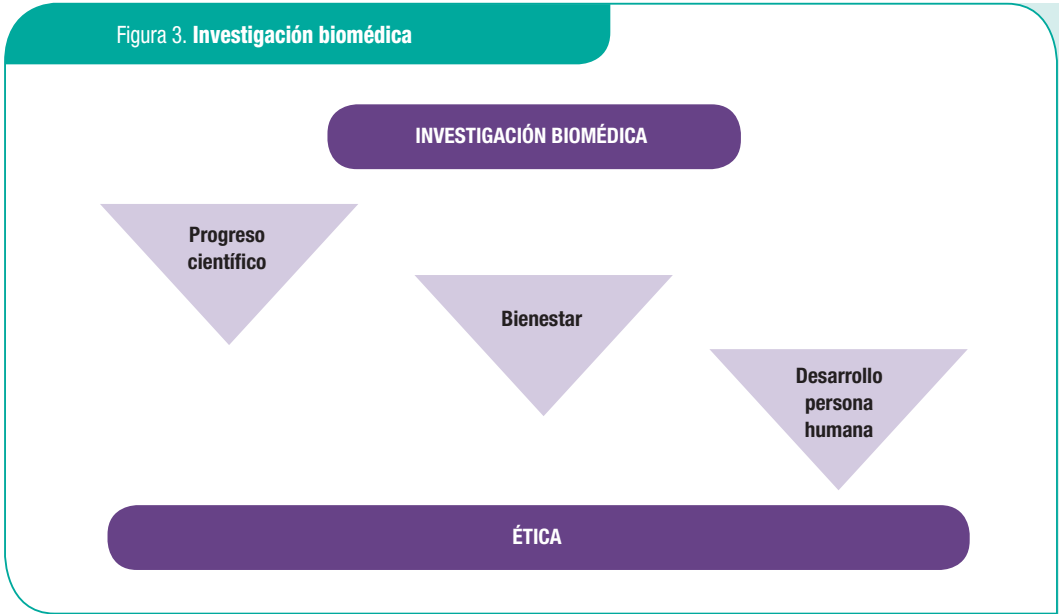 Figura 3. Investigación biomédica
INVESTIGACIÓN BIOMÉDICA
Progreso
científico
Bienestar
Desarrollo
persona
humana
ÉTICA